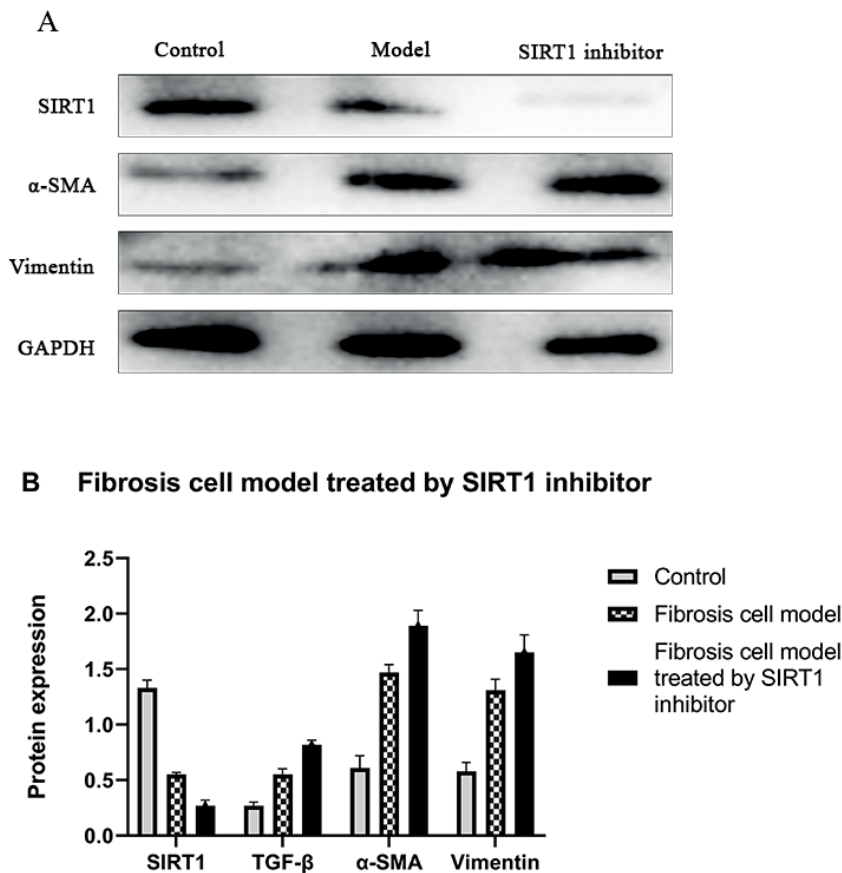 A
Control Model SIRT1 inhibitor
SIRT1
α-SMA
Vimentin
GAPDH
B Fibrosis cell model treated by SIRT1 inhibitor
Protein expression
2.5
2.0
1.5
1.0
0.5
0.0
SIRT1 TGF-β α-SMA Vimentin
Control
Fibrosis cell model
Fibrosis cell model
treated by SIRT1
inhibitor